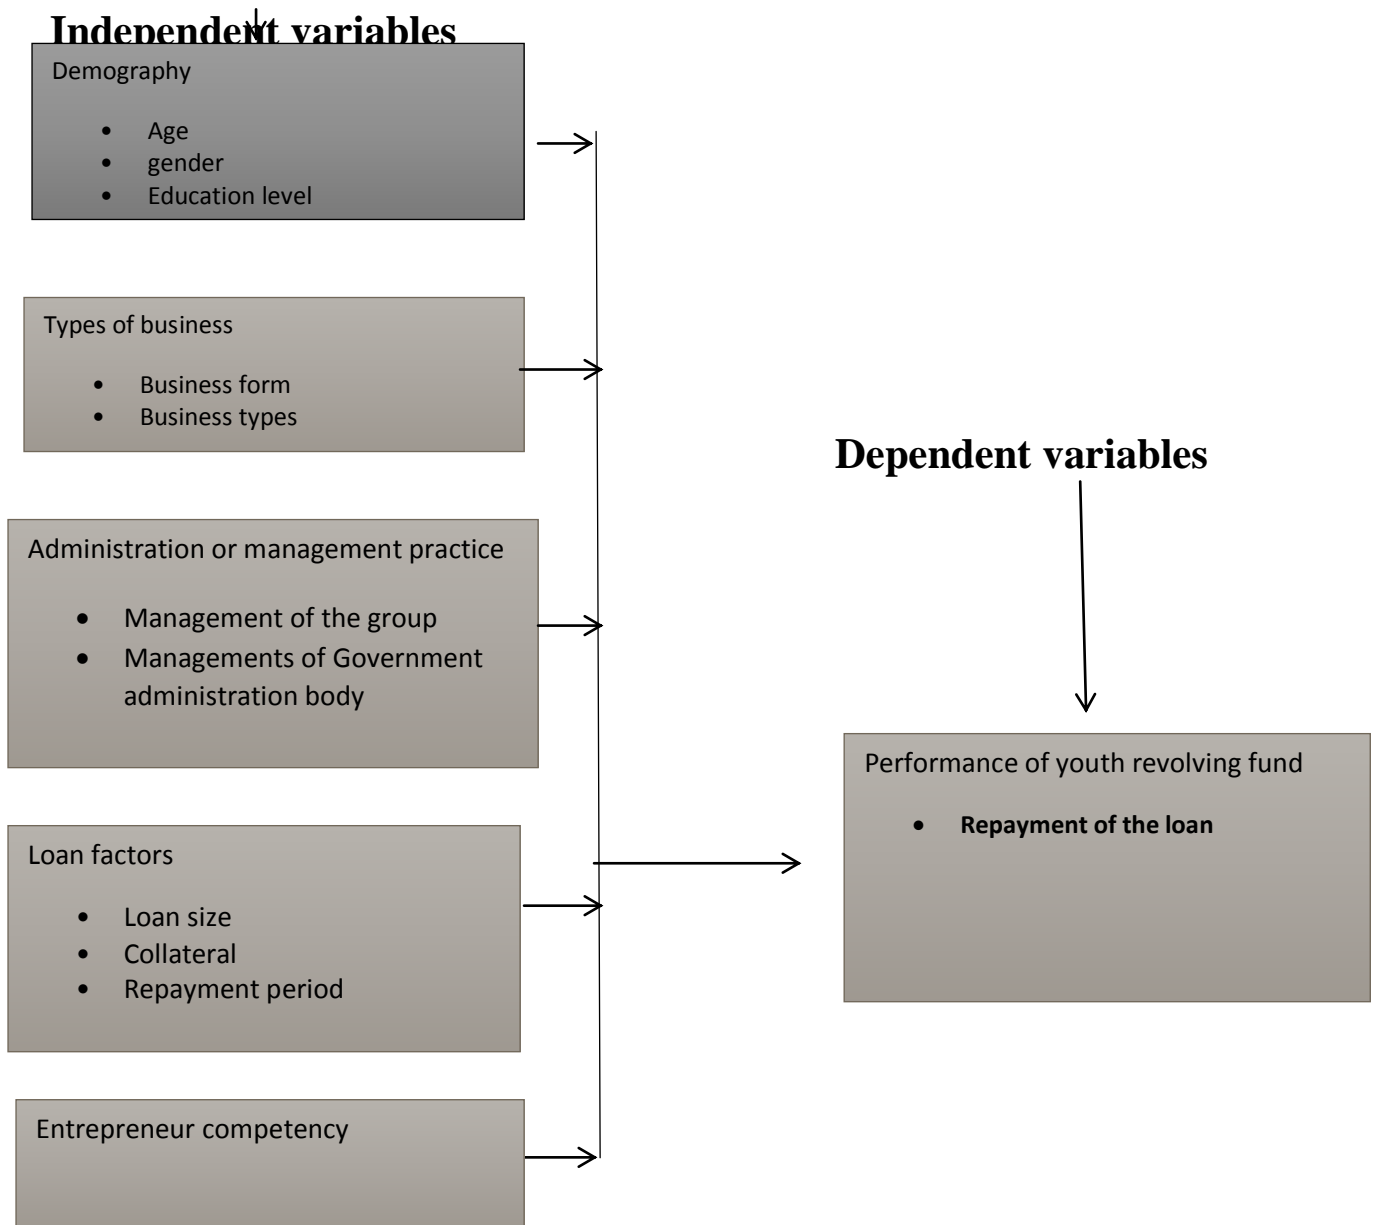 Independent variables
Demography
• Age
• gender
• Education level
Types of business
• Business form
• Business types
Administration or management practice
• Management of the group
• Managements of Government
administration body
Loan factors
• Loan size
• Collateral
• Repayment period
Entrepreneur competency
Dependent variables
Performance of youth revolving fund
• Repayment of the loan